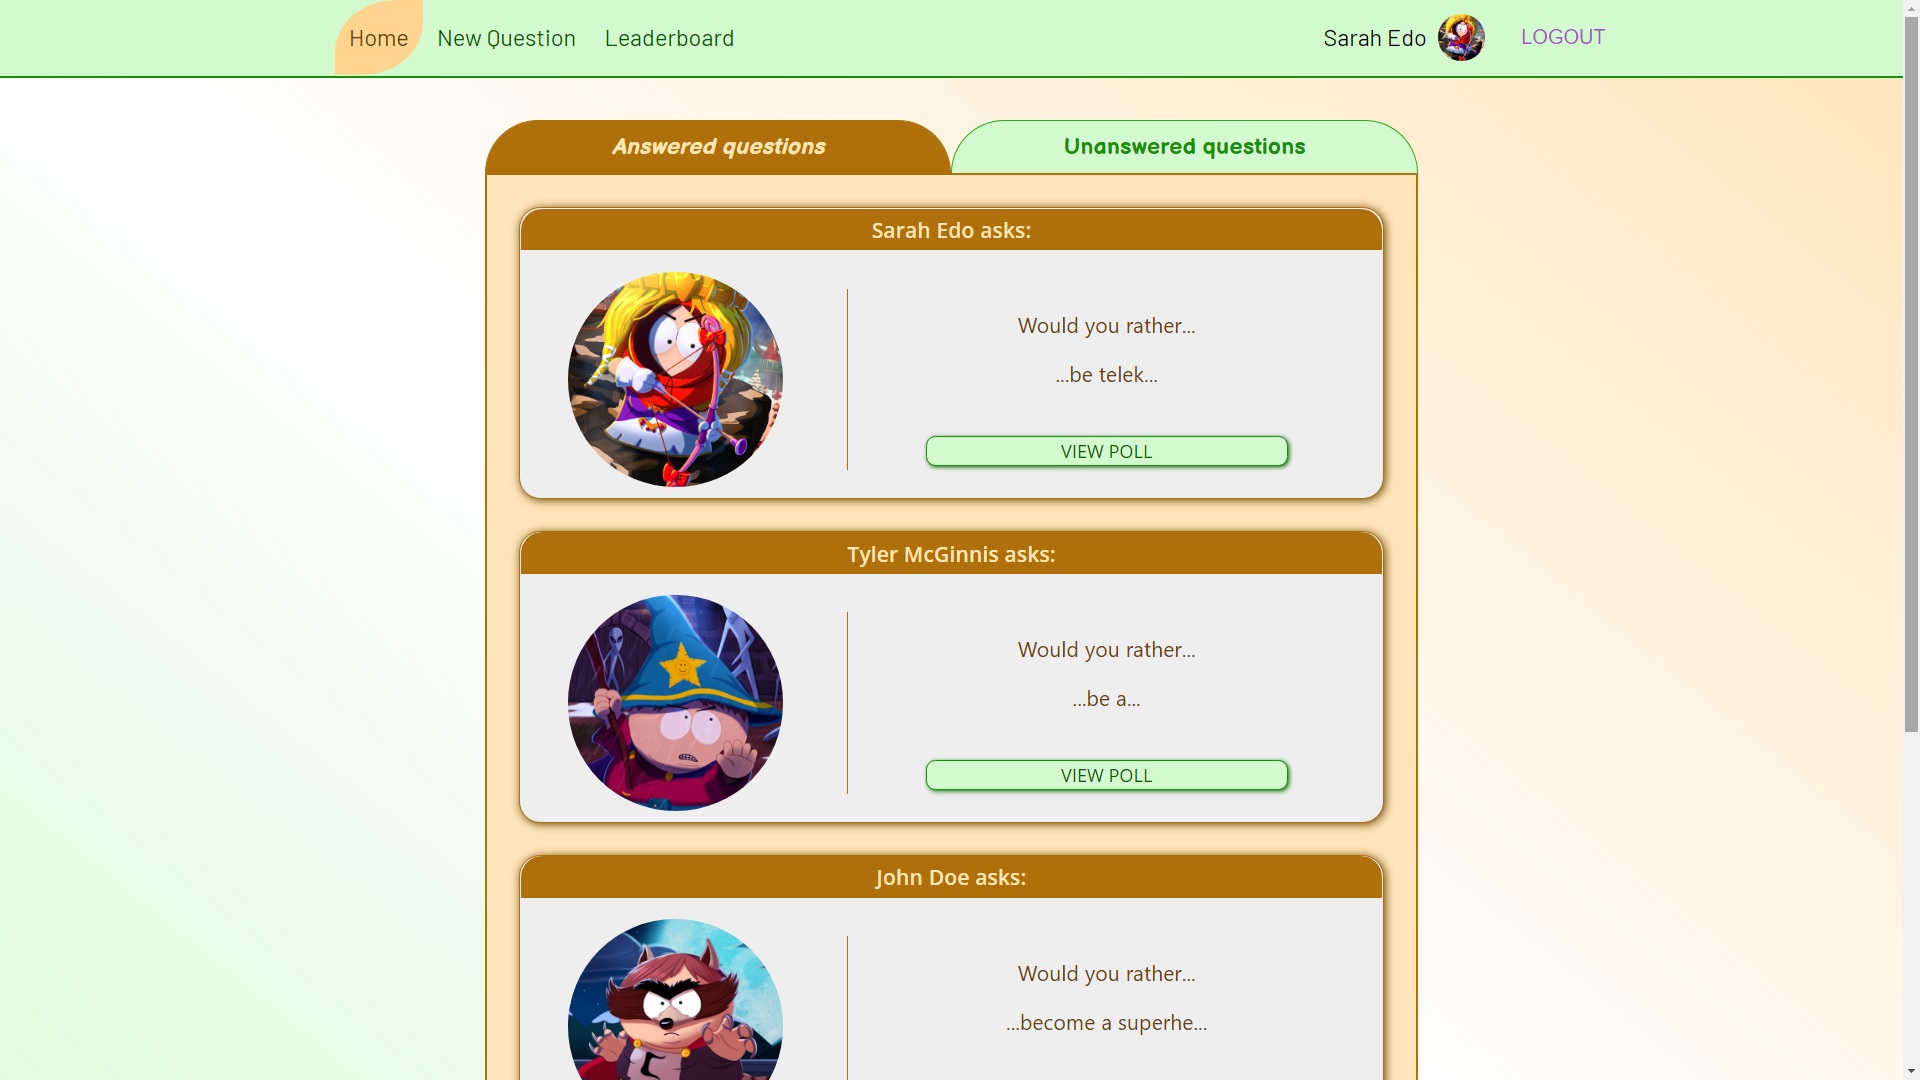 Home New Question Leaderboard Sarah Edo LOGOUT
Answered questions Unanswered questions
Sarah Edo asks:
Would you rather...
...be telek...
VIEW POLL
Tyler McGinnis asks:
Would you rather...
...be a...
VIEW POLL
John Doe asks:
Would you rather...
...become a superhe...